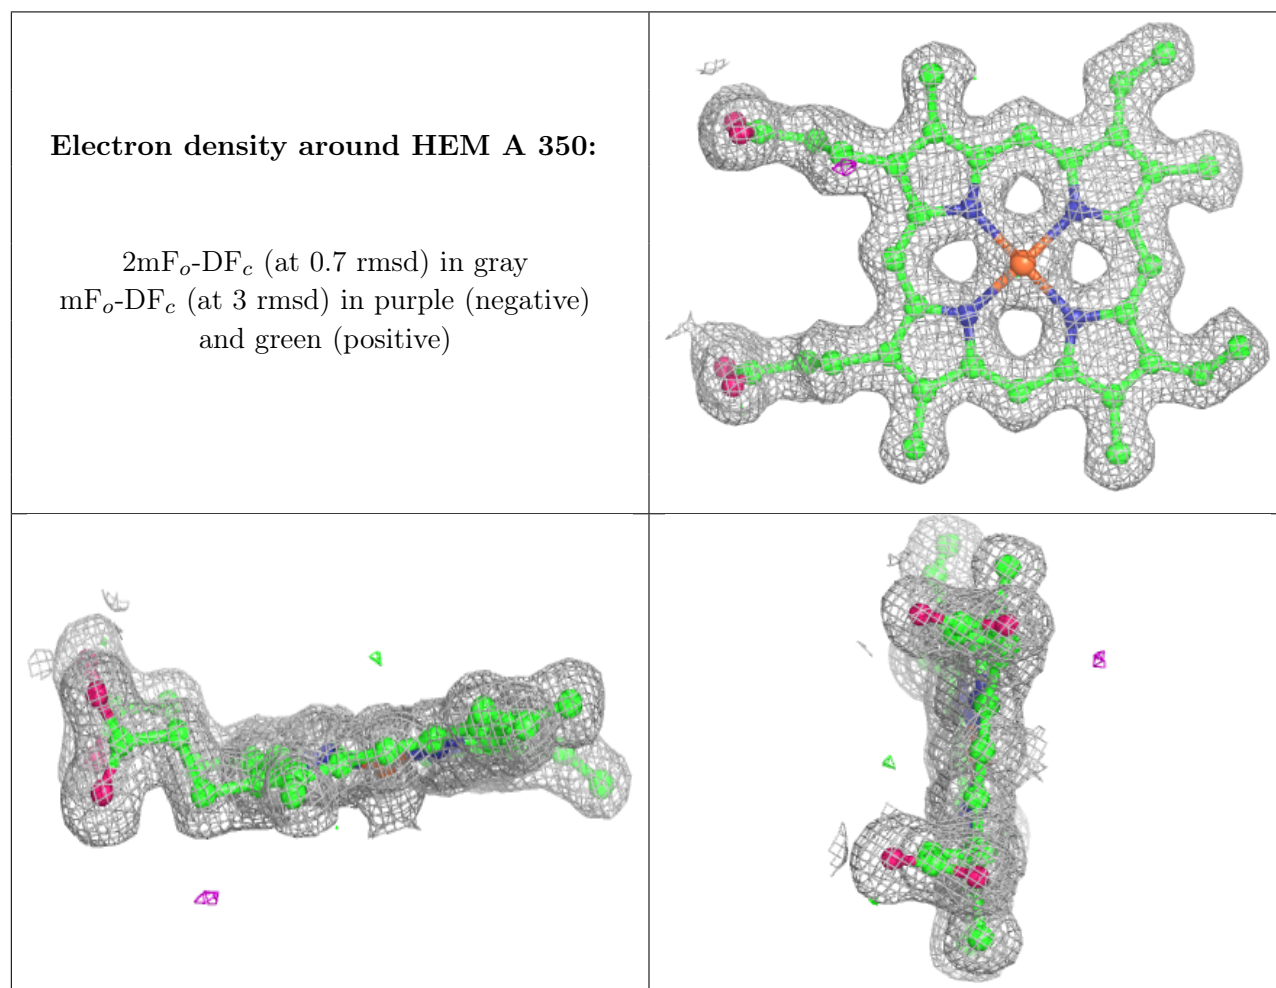 Electron density around HEM A 350:
2mFo-DFc (at 0.7 rmsd) in gray
mFo-DFc (at 3 rmsd) in purple (negative)
and green (positive)